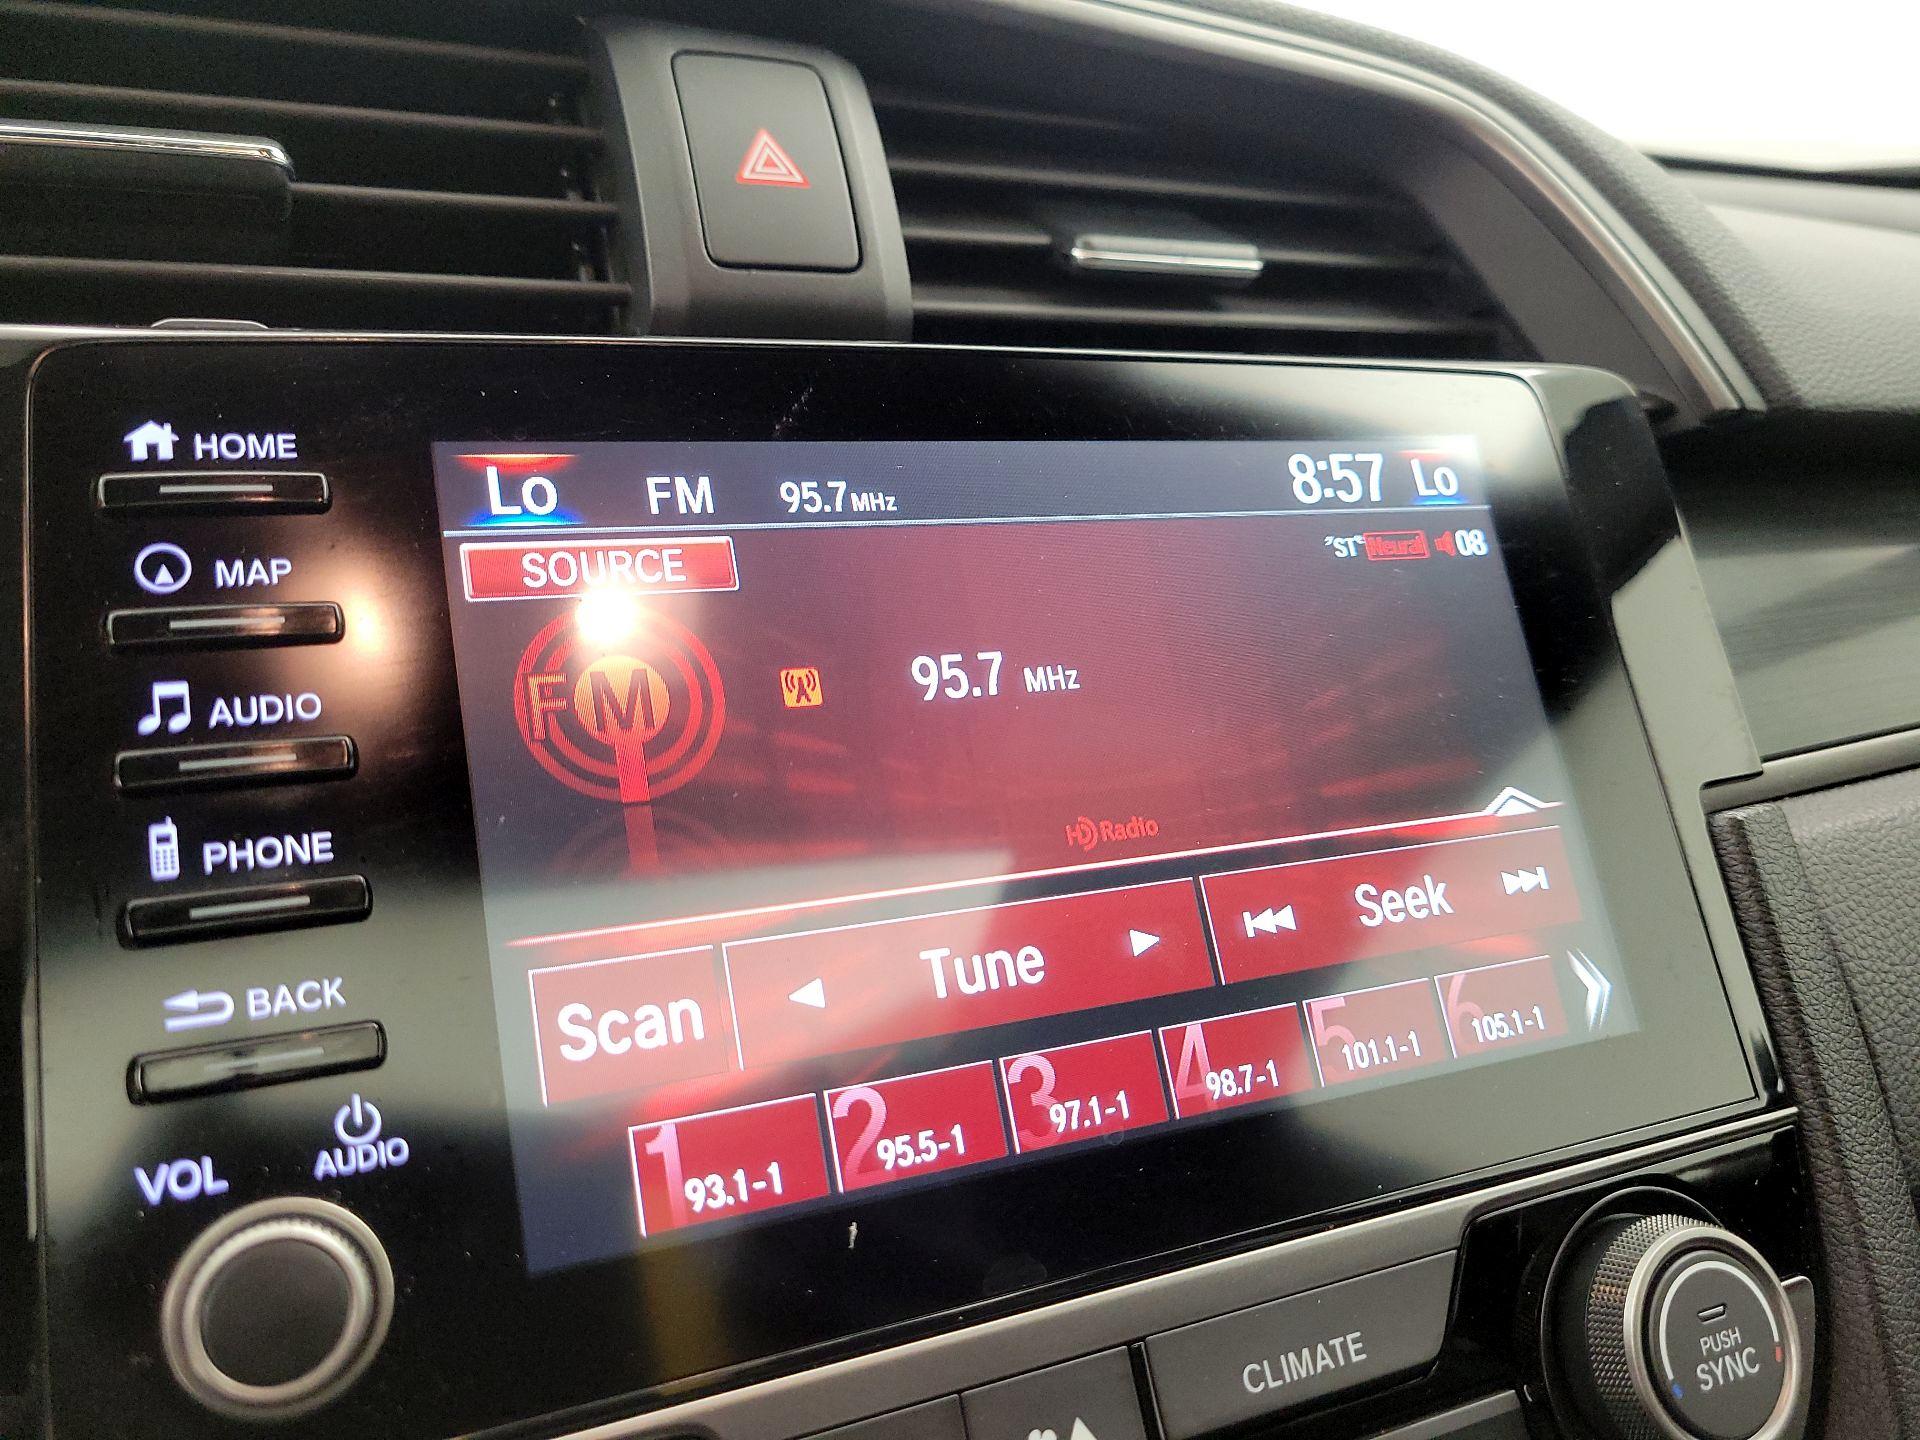 HOME
MAP
AUDIO
PHONE
BACK
VOL
AUDIO
Lo FM 95.7 MHz 8:57 Lo
SOURCE
ST Neural 08
FM
95.7 MHz
HD Radio
Scan Tune Seek
1 93.1-1
2 95.5-1
3 97.1-1
4 98.7-1
5 101.1-1
6 105.1-1
CLIMATE
PUSH
SYNC